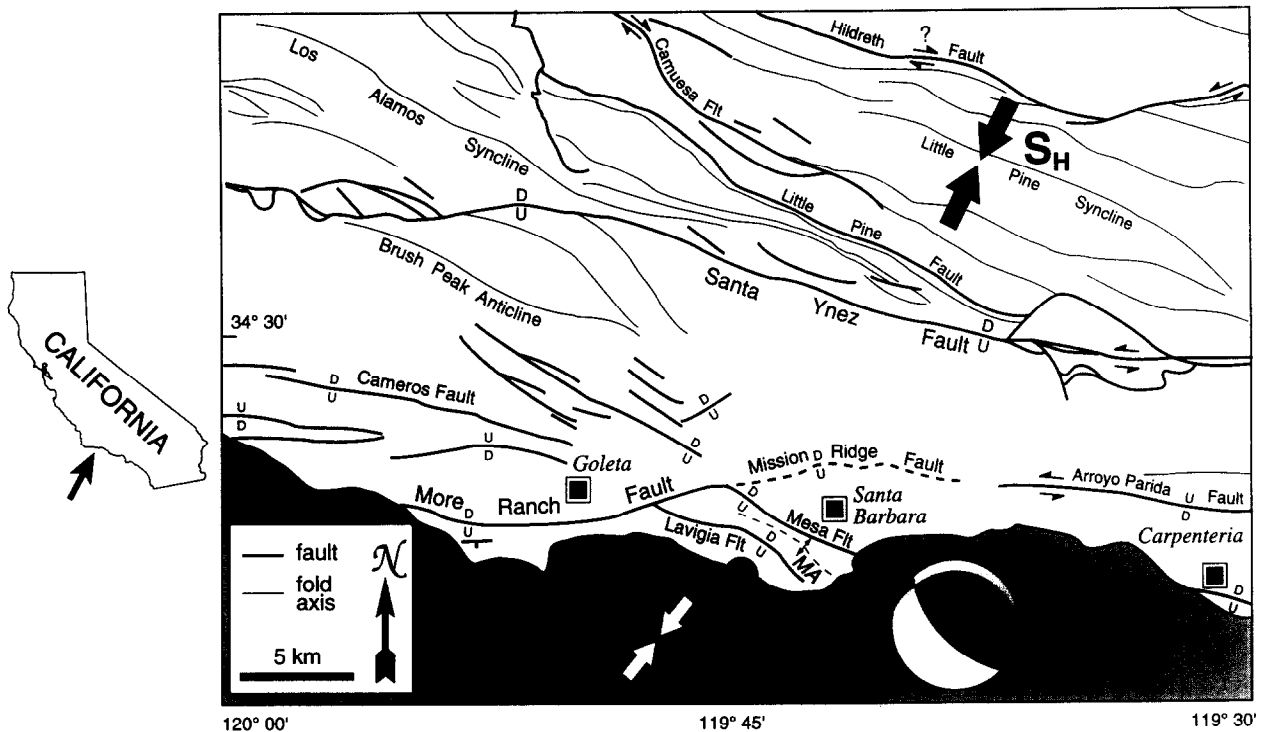 Los
Alamos
Syncline
Camuesa Flt
Hildreth
?
Fault
S_H
Little
Pine
Syncline
D
U
Little
Pine
Fault
Brush Peak Anticline
Santa
Ynez
Fault
D
U
34° 30'
CALIFORNIA
D
Cameros Fault
U
U
D
U
D
D
U
D
U
Goleta
Mission
D
U
Ridge
Fault
Arroyo Parida
U
D
Fault
More
D
U
Ranch
Fault
D
U
Mesa Flt
Santa
Barbara
Lavigia Flt
D
U
MA
Carpenteria
D
U
fault
fold
axis
N
5 km
120° 00'
119° 45'
119° 30'